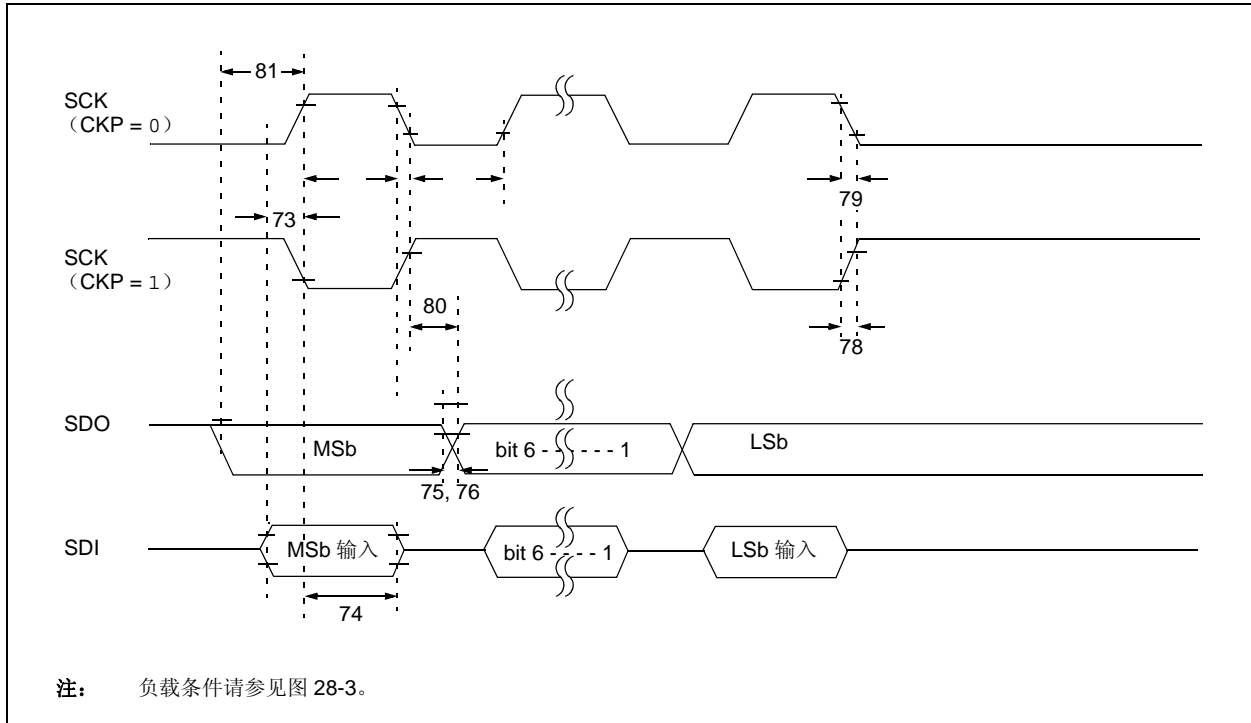 81
SCK
（CKP = 0）
79
73
SCK
（CKP = 1）
80
78
SDO
MSb
bit 6 - - - - - - 1
LSb
75, 76
SDI
MSb 输入
bit 6 - - - - - 1
LSb 输入
74
注： 负载条件请参见图 28-3。